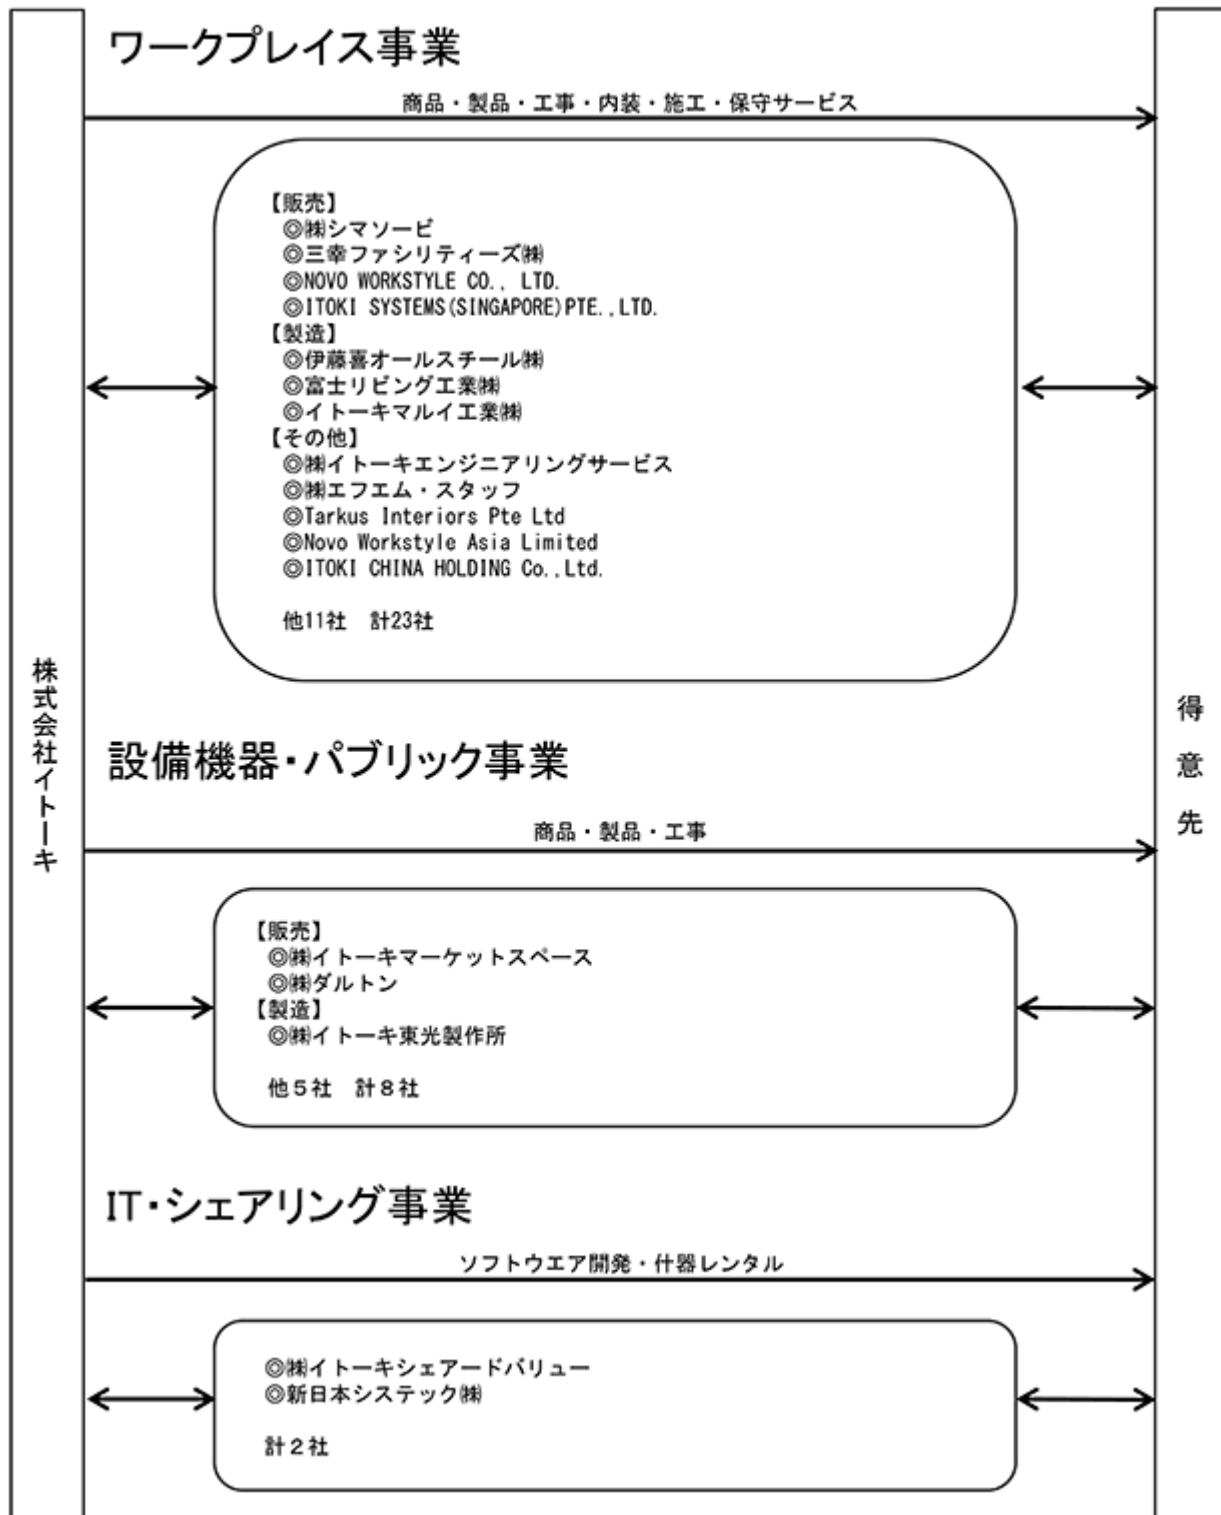 株式会社イトーキ
ワークプレイス事業
商品・製品・工事・内装・施工・保守サービス
【販売】
◎㈱シマソービ
◎三幸ファシリティーズ㈱
◎NOVO WORKSTYLE CO., LTD.
◎ITOKI SYSTEMS(SINGAPORE)PTE.,LTD.
【製造】
◎伊藤喜オールスチール㈱
◎富士リビング工業㈱
◎イトーキマルイ工業㈱
【その他】
◎㈱イトーキエンジニアリングサービス
◎㈱エフエム・スタッフ
◎Tarkus Interiors Pte Ltd
◎Novo Workstyle Asia Limited
◎ITOKI CHINA HOLDING Co.,Ltd.
他11社　計23社
設備機器・パブリック事業
商品・製品・工事
【販売】
◎㈱イトーキマーケットスペース
◎㈱ダルトン
【製造】
◎㈱イトーキ東光製作所
他５社　計８社
IT・シェアリング事業
ソフトウエア開発・什器レンタル
◎㈱イトーキシェアードバリュー
◎新日本システック㈱
計２社
得意先